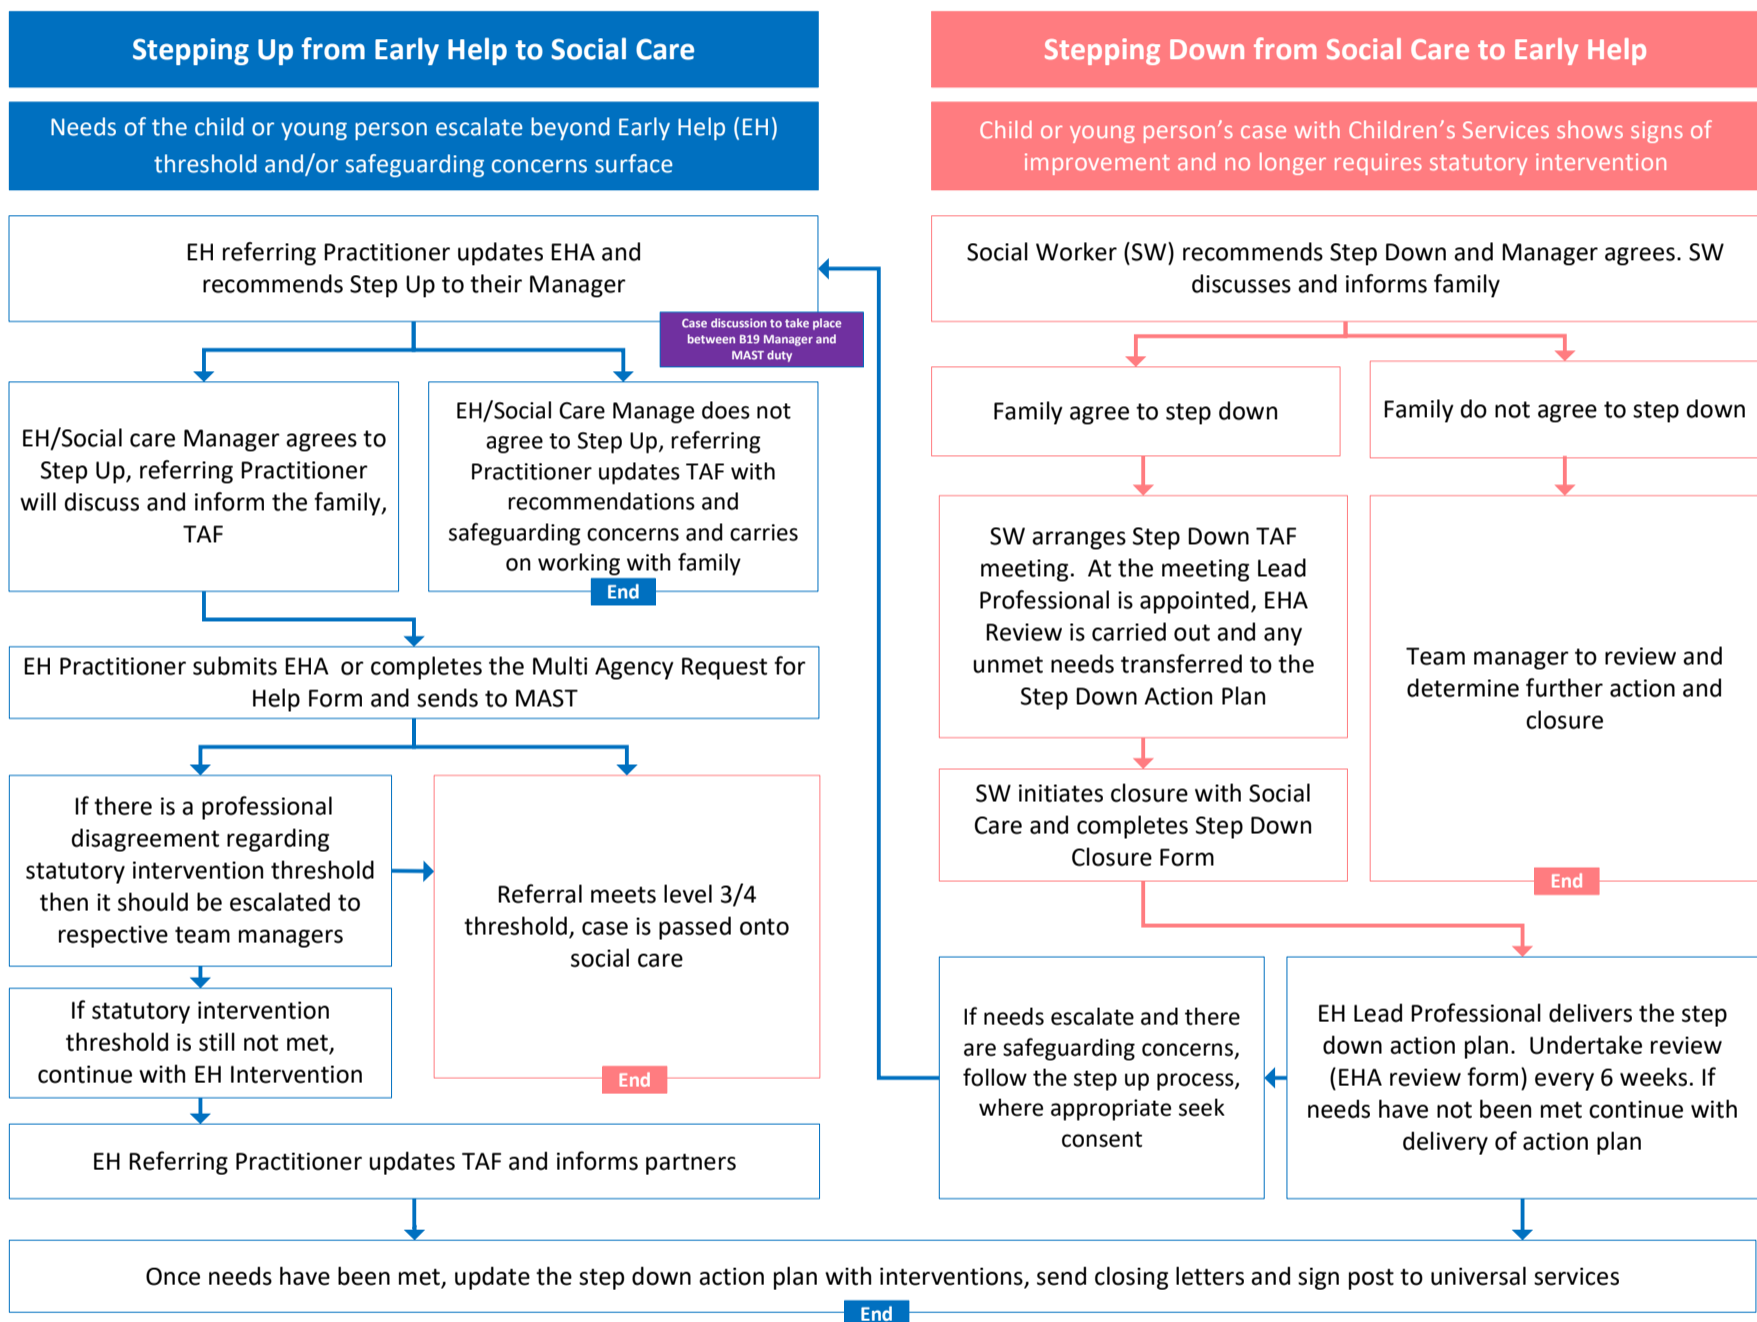 Stepping Up from Early Help to Social Care
Needs of the child or young person escalate beyond Early Help (EH)
threshold and/or safeguarding concerns surface
EH referring Practitioner updates EHA and
recommends Step Up to their Manager
Case discussion to take place
between B19 Manager and
MAST duty
EH/Social care Manager agrees to
Step Up, referring Practitioner
will discuss and inform the family,
TAF
EH/Social Care Manage does not
agree to Step Up, referring
Practitioner updates TAF with
recommendations and
safeguarding concerns and carries
on working with family
End
EH Practitioner submits EHA or completes the Multi Agency Request for
Help Form and sends to MAST
If there is a professional
disagreement regarding
statutory intervention threshold
then it should be escalated to
respective team managers
Referral meets level 3/4
threshold, case is passed onto
social care
End
If statutory intervention
threshold is still not met,
continue with EH Intervention
EH Referring Practitioner updates TAF and informs partners
Stepping Down from Social Care to Early Help
Child or young person's case with Children's Services shows signs of
improvement and no longer requires statutory intervention
Social Worker (SW) recommends Step Down and Manager agrees. SW
discusses and informs family
Family agree to step down
Family do not agree to step down
SW arranges Step Down TAF
meeting. At the meeting Lead
Professional is appointed, EHA
Review is carried out and any
unmet needs transferred to the
Step Down Action Plan
Team manager to review and
determine further action and
closure
End
SW initiates closure with Social
Care and completes Step Down
Closure Form
If needs escalate and there
are safeguarding concerns,
follow the step up process,
where appropriate seek
consent
EH Lead Professional delivers the step
down action plan. Undertake review
(EHA review form) every 6 weeks. If
needs have not been met continue with
delivery of action plan
Once needs have been met, update the step down action plan with interventions, send closing letters and sign post to universal services
End